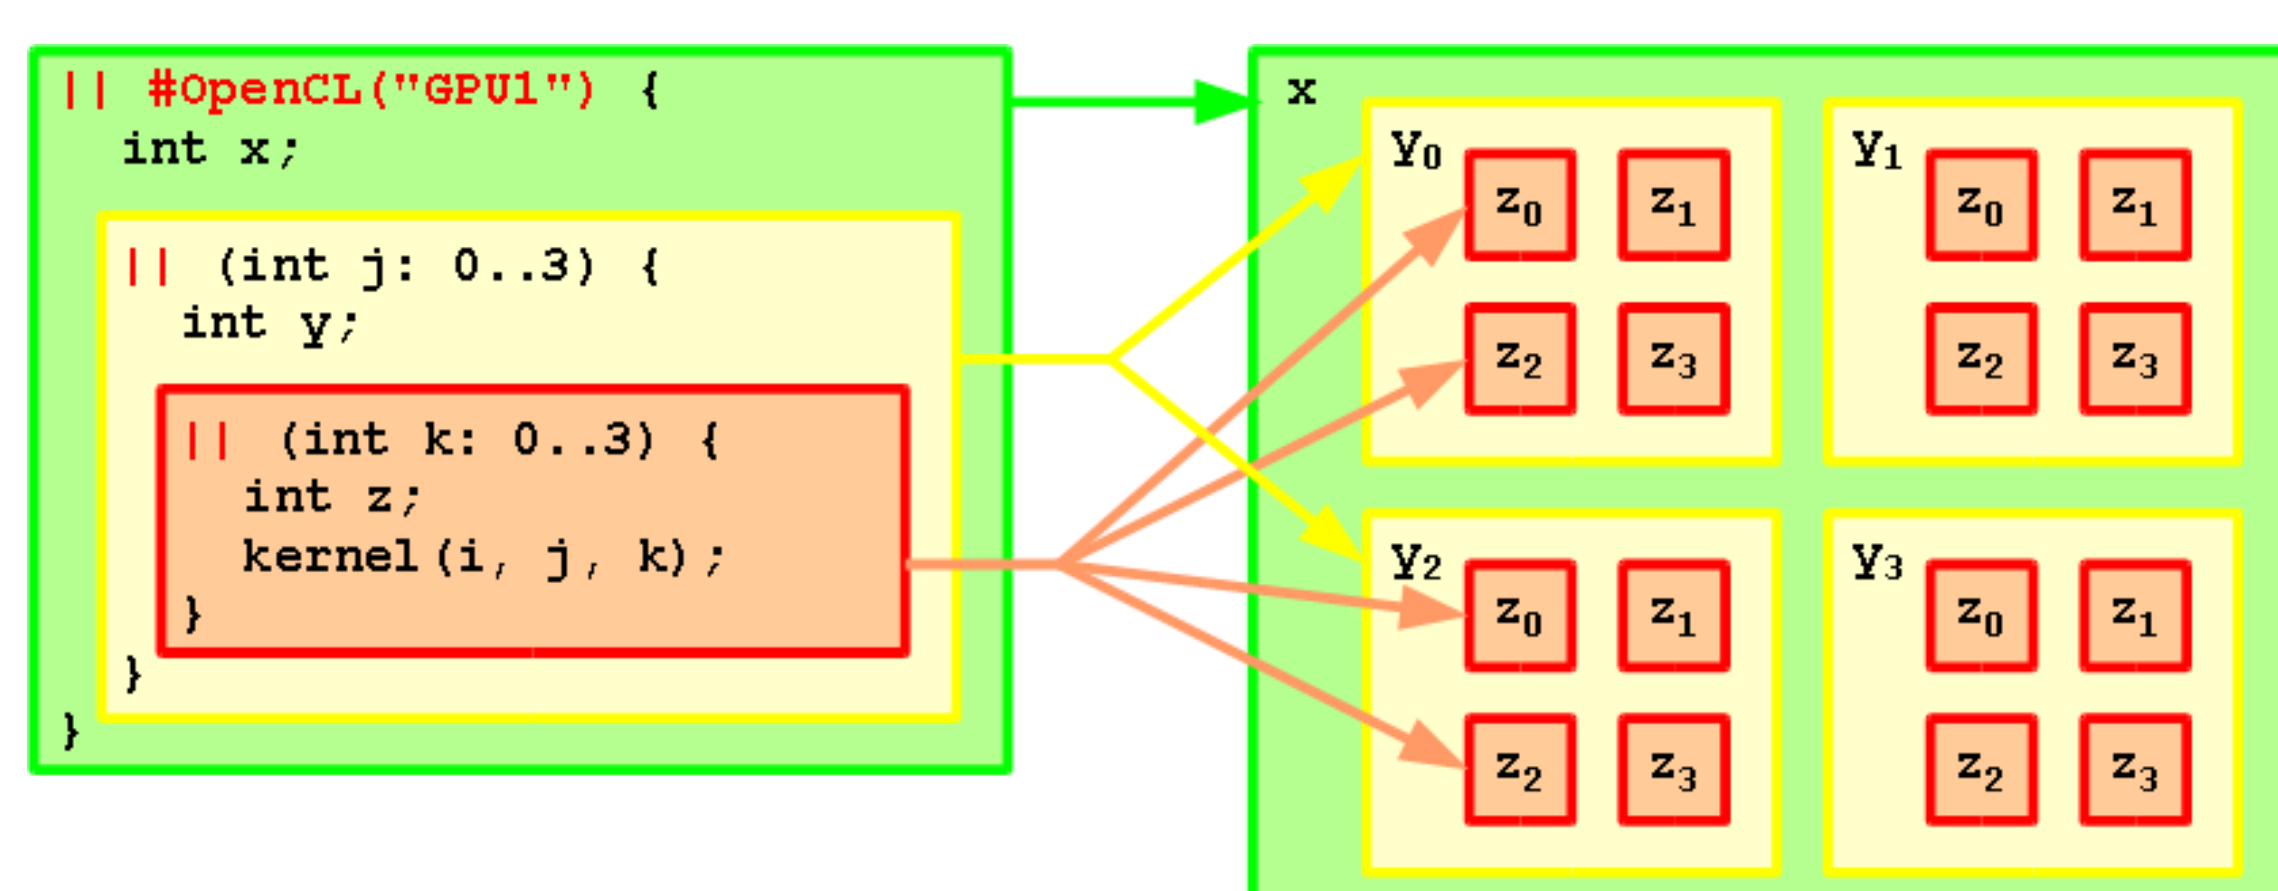 || #OpenCL("GPU1") {
int x;
|| (int j: 0..3) {
int y;
|| (int k: 0..3) {
int z;
kernel(i, j, k);
}
}
}
x
y0
z0 z1
z2 z3
y1
z0 z1
z2 z3
y2
z0 z1
z2 z3
y3
z0 z1
z2 z3